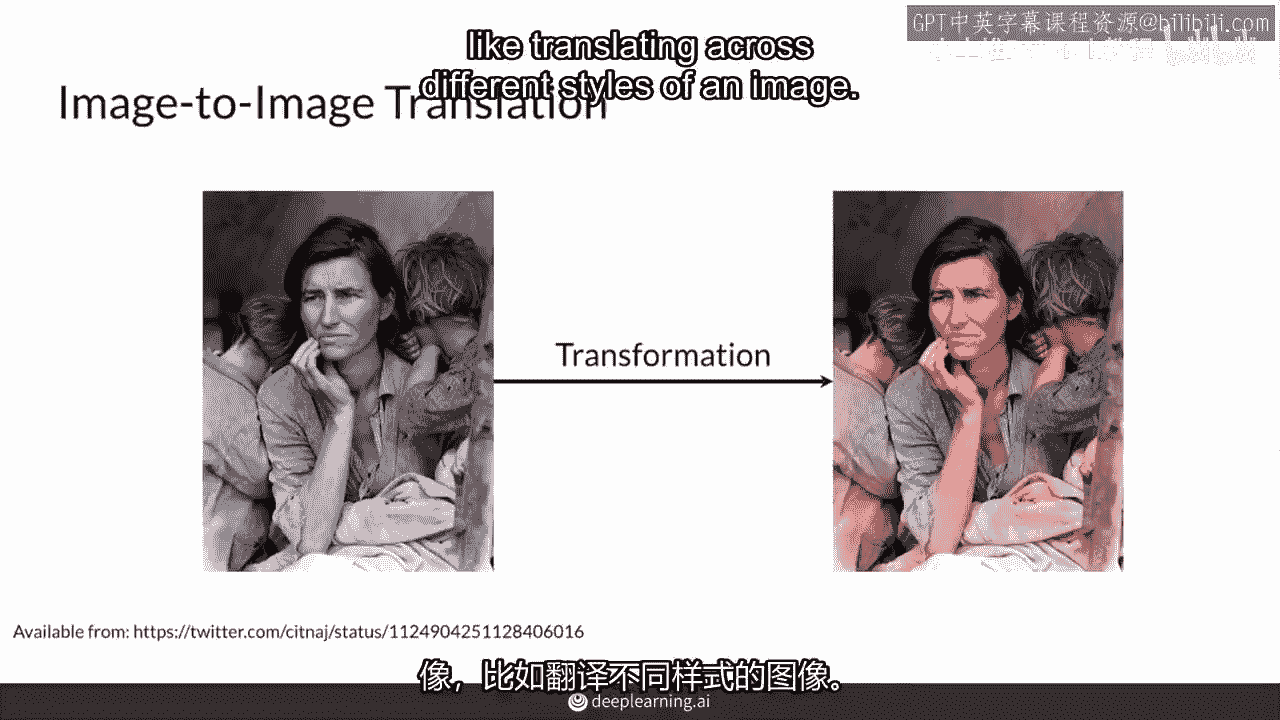 GPT中英字幕课程资源@bilibili.com
like translating across
different styles of an image.
Image-to-Image Translation
Transformation
Available from: https://twitter.com/citnaj/status/1124904251128406016
像，比如翻译不同样式的图像。
deeplearning.ai